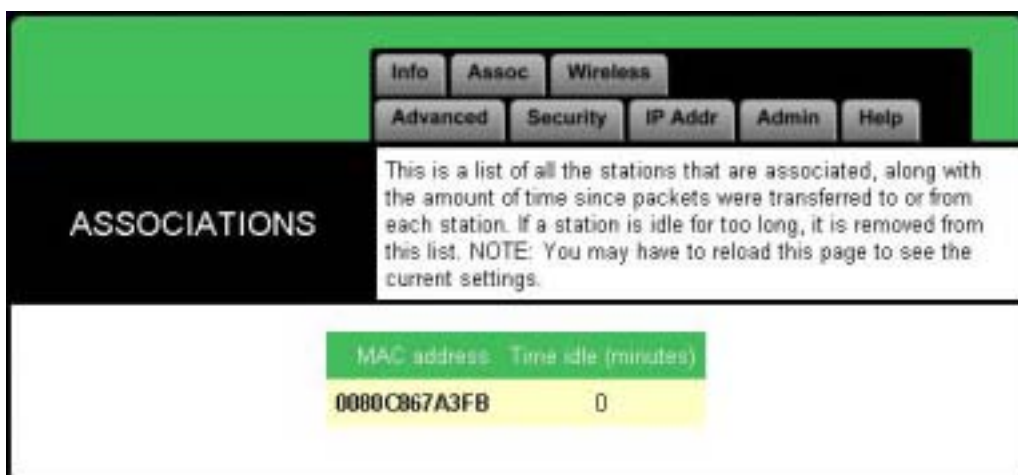 Info Assoc Wireless
Advanced Security IP Addr Admin Help
ASSOCIATIONS
This is a list of all the stations that are associated, along with
the amount of time since packets were transferred to or from
each station. If a station is idle for too long, it is removed from
this list. NOTE: You may have to reload this page to see the
current settings.
MAC address Time idle (minutes)
0080C867A3FB 0